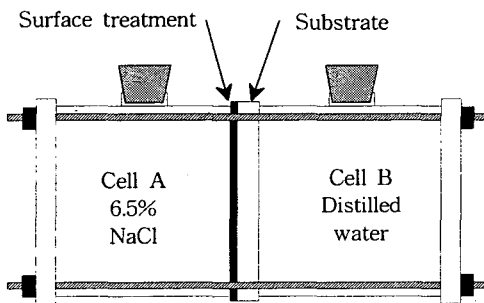 Surface treatment
Substrate
Cell A
6.5%
NaCl
Cell B
Distilled
water